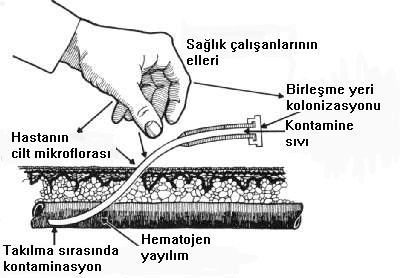 Sağlık çalışanlarının
elleri
Birleşme yeri
kolonizasyonu
Kontamine
sıvı
Hastanın
cilt mikroflorası
Takılma sırasında
kontaminasyon
Hematojen
yayılım